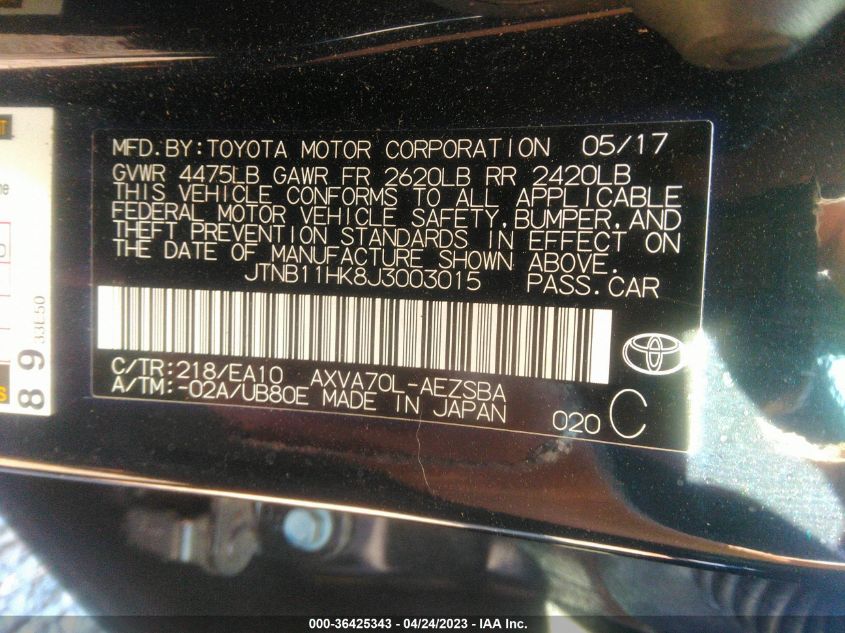 MFD.BY:TOYOTA MOTOR CORPORATION 05/17
GVWR 4475LB GAWR FR 2620LB RR 2420LB
THIS VEHICLE CONFORMS TO ALL APPLICABLE
FEDERAL MOTOR VEHICLE SAFETY,BUMPER,AND
THEFT PREVENTION STANDARDS IN EFFECT ON
THE DATE OF MANUFACTURE SHOWN ABOVE.
JTNB11HK8J3003015 PASS.CAR
C/TR:218/EA10 AXVA70L-AEZSBA
A/TM:-02A/UB80E MADE IN JAPAN
020 C
89
33E50
000-36425343 - 04/24/2023 - IAA Inc.